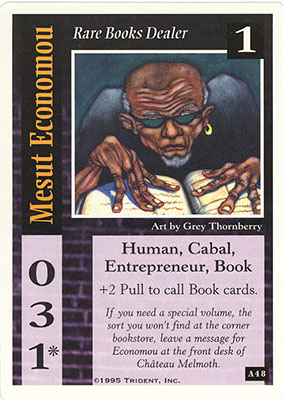 Mesut Economou
Rare Books Dealer
1
Art by Grey Thornberry
Human, Cabal,
Entrepreneur, Book
+2 Pull to call Book cards.
If you need a special volume, the
sort you won't find at the corner
bookstore, leave a message for
Economou at the front desk of
Château Melmoth.
0
3
1*
©1995 TRIDENT, INC.
A48